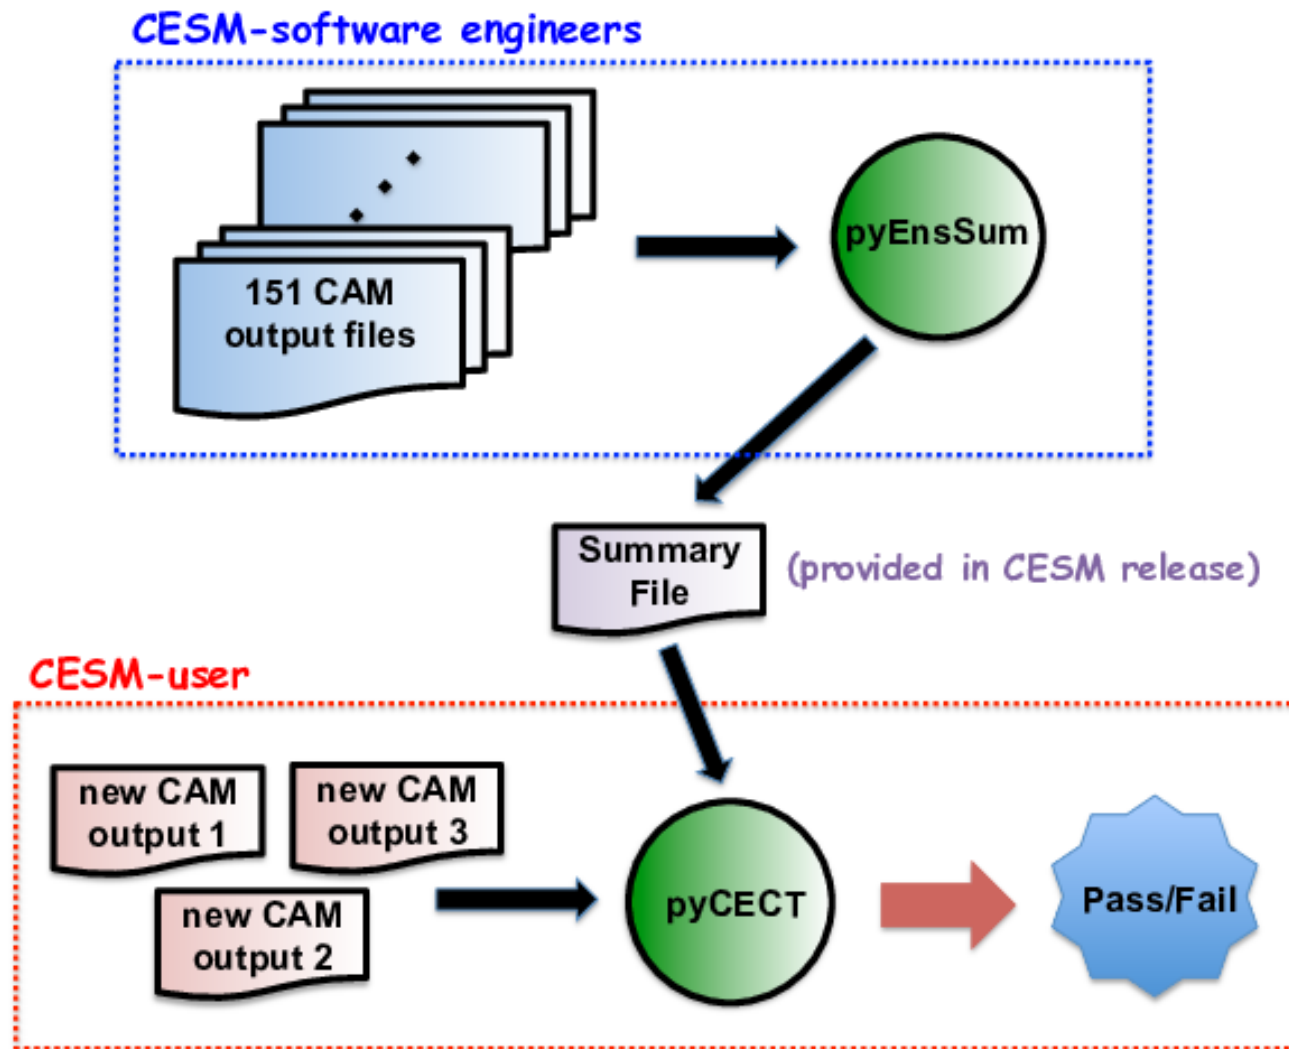 CESM-software engineers
151 CAM
output files
pyEnsSum
Summary
File
(provided in CESM release)
CESM-user
new CAM
output 1
new CAM
output 3
new CAM
output 2
pyCECT
Pass/Fail